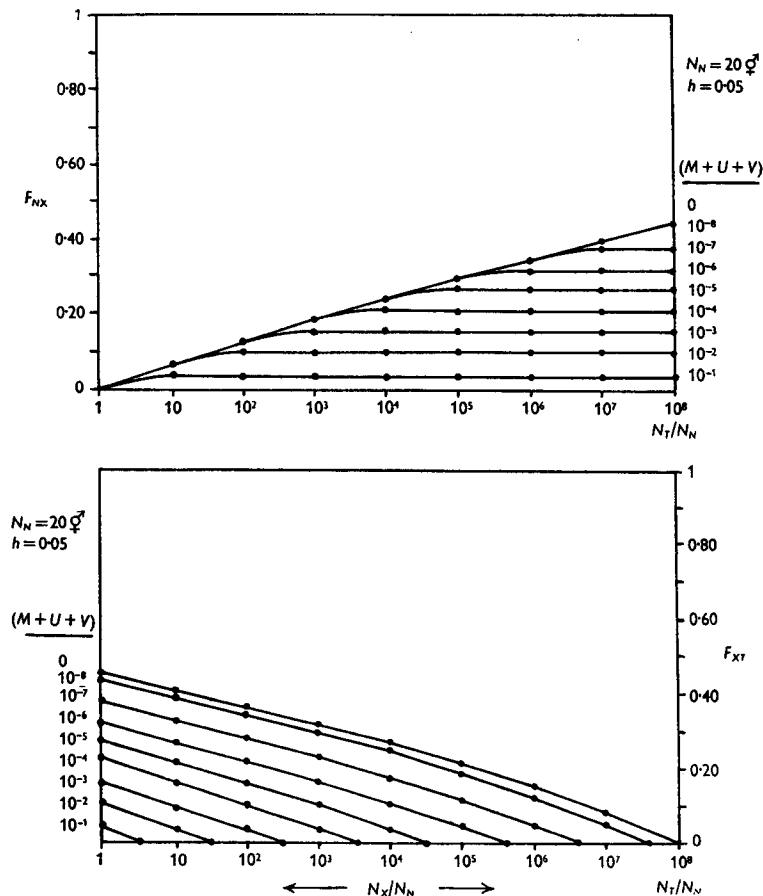 1
0·80
0·60
F_NX
0·40
0·20
0
1 10 10² 10³ 10⁴ 10⁵ 10⁶ 10⁷ 10⁸
N_T/N_N
N_N = 20 ⚥
h = 0·05
(M + U + V)
0
10⁻⁸
10⁻⁷
10⁻⁶
10⁻⁵
10⁻⁴
10⁻³
10⁻²
10⁻¹
N_N = 20 ⚥
h = 0·05
(M + U + V)
0
10⁻⁸
10⁻⁷
10⁻⁶
10⁻⁵
10⁻⁴
10⁻³
10⁻²
10⁻¹
1
0·80
0·60
F_XT
0·40
0·20
0
1 10 10² 10³ 10⁴ 10⁵ 10⁶ 10⁷ 10⁸
← N_X/N_N → N_T/N_N